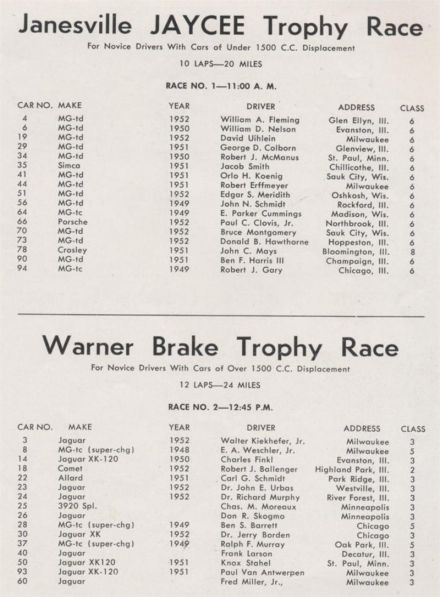 Janesville JAYCEE Trophy Race
For Novice Drivers With Cars of Under 1500 C.C. Displacement
10 LAPS—20 MILES
RACE NO. 1—11:00 A. M.
CAR NO. MAKE YEAR DRIVER ADDRESS CLASS
4 MG-td 1952 William A. Fleming Glen Ellyn, Ill. 6
6 MG-td 1950 William D. Nelson Evanston, Ill. 6
19 MG-td 1952 David Uihlein Milwaukee 6
29 MG-td 1951 George D. Colborn Glenview, Ill. 6
34 MG-td 1950 Robert J. McManus St. Paul, Minn. 6
35 Simca 1951 Jacob Smith Chillicothe, Ill. 6
41 MG-td 1951 Orlo H. Koenig Sauk City, Wis. 6
44 MG-td 1951 Robert Erffmeyer Milwaukee 6
51 MG-td 1952 Edgar S. Meridith Oshkosh, Wis. 6
56 MG-td 1949 John N. Schmidt Rockford, Ill. 6
64 MG-tc 1949 E. Parker Cummings Madison, Wis. 6
66 Porsche 1952 Paul C. Clovis, Jr. Northbrook, Ill. 6
70 MG-td 1952 Bruce Montgomery Sauk City, Wis. 6
73 MG-td 1952 Donald B. Hawthorne Hoppeston, Ill. 6
78 Crosley 1951 John C. Mays Bloomington, Ill. 8
90 MG-td 1951 Ben F. Harris III Champaign, Ill. 6
94 MG-tc 1949 Robert J. Gary Chicago, Ill. 6
Warner Brake Trophy Race
For Novice Drivers With Cars of Over 1500 C.C. Displacement
12 LAPS—24 MILES
RACE NO. 2—12:45 P.M.
CAR NO. MAKE YEAR DRIVER ADDRESS CLASS
3 Jaguar 1952 Walter Kiekhefer, Jr. Milwaukee 3
8 MG-tc (super-chg) 1948 E. A. Weschler, Jr. Milwaukee 5
14 Jaguar XK-120 1950 Charles Finkl Evanston, Ill. 3
18 Comet 1952 Robert J. Ballenger Highland Park, Ill. 2
22 Allard 1951 Carl G. Schmidt Park Ridge, Ill. 3
23 Jaguar 1952 Dr. John E. Urbas Westville, Ill. 3
24 Jaguar 1952 Dr. Richard Murphy River Forest, Ill. 3
25 3920 Spl. Chas. M. Moreaux Minneapolis 3
26 Jaguar Don R. Skogmo Minneapolis 3
28 MG-tc (super-chg) 1949 Ben S. Barrett Chicago 5
30 Jaguar XK 1952 Dr. Jerry Borden Chicago 3
37 MG-tc (super-chg) 1949 Ralph F. Murray Oak Park, Ill. 5
40 Jaguar Frank Larson Decatur, Ill. 3
50 Jaguar XK120 1951 Knox Stahel St. Paul, Minn. 3
93 Jaguar XK-120 1951 Paul Van Antwerpen Milwaukee 3
60 Jaguar Fred Miller, Jr., Milwaukee 3